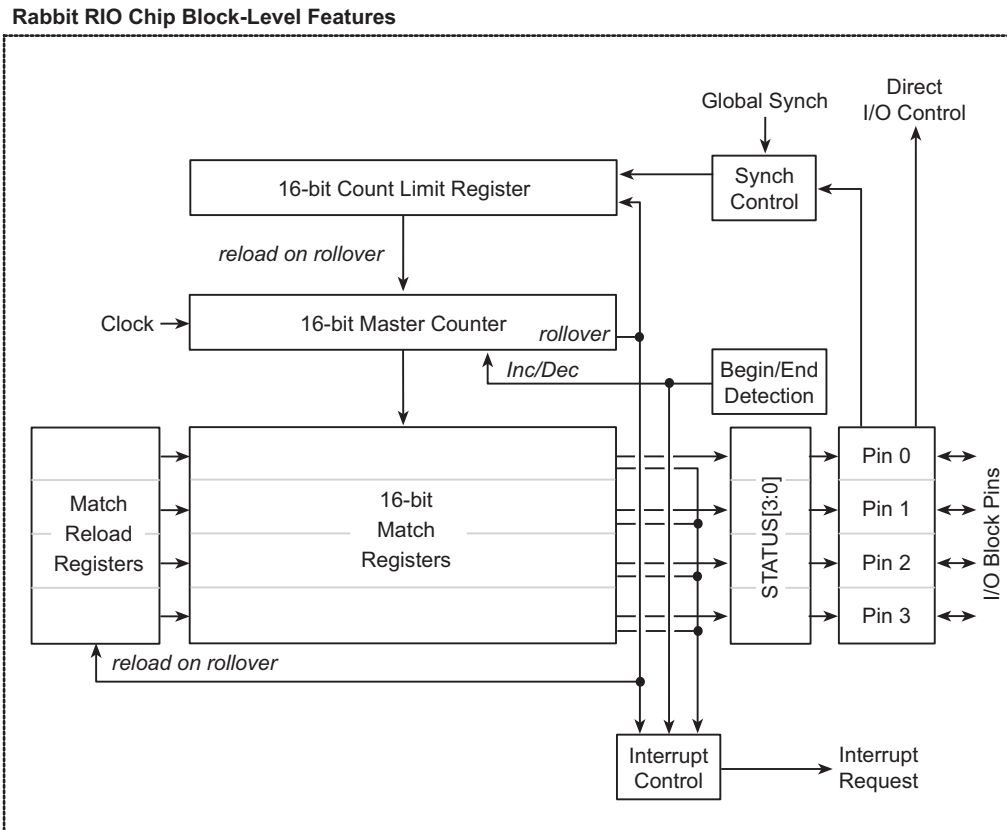 Rabbit RIO Chip Block-Level Features
Global Synch
Direct
I/O Control
16-bit Count Limit Register
Synch
Control
reload on rollover
Clock
16-bit Master Counter
rollover
Inc/Dec
Begin/End
Detection
Match
Reload
Registers
16-bit
Match
Registers
STATUS[3:0]
Pin 0
Pin 1
Pin 2
Pin 3
I/O Block Pins
reload on rollover
Interrupt
Control
Interrupt
Request